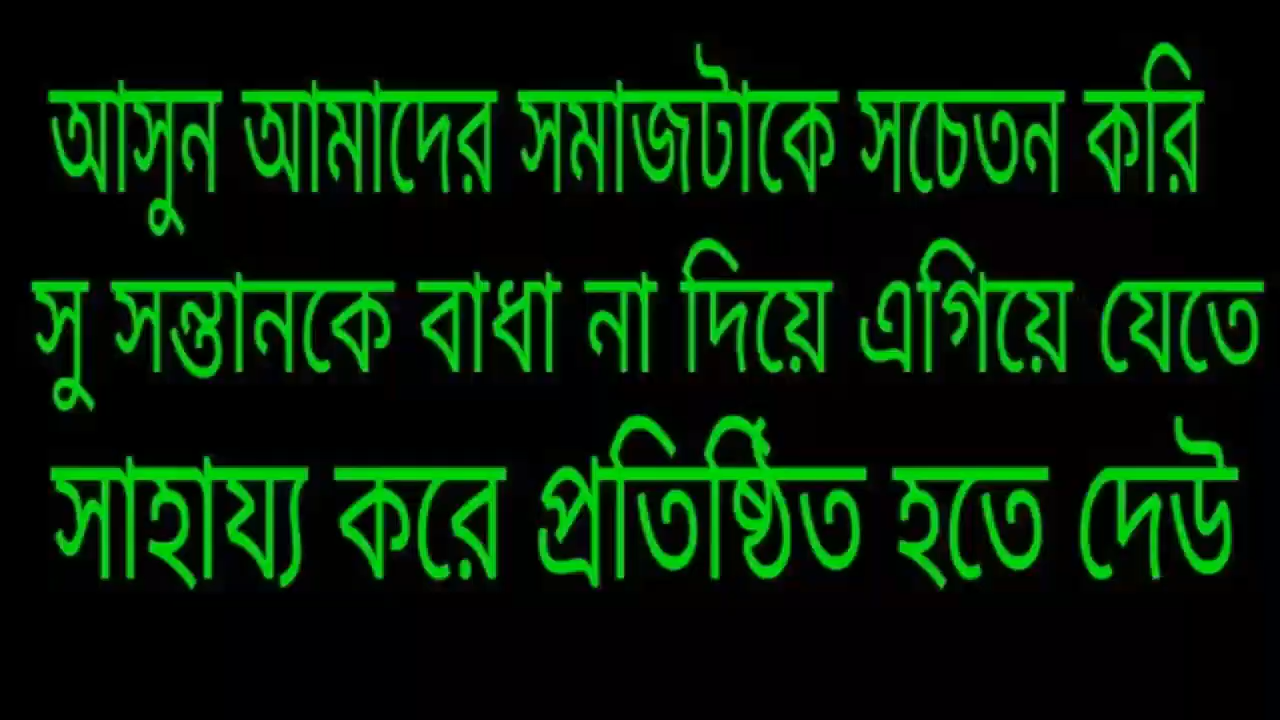 আসুন আমাদের সমাজটাকে সচেতন করি
সু সন্তানকে বাধা না দিয়ে এগিয়ে যেতে
সাহায্য করে প্রতিষ্ঠিত হতে দেউ